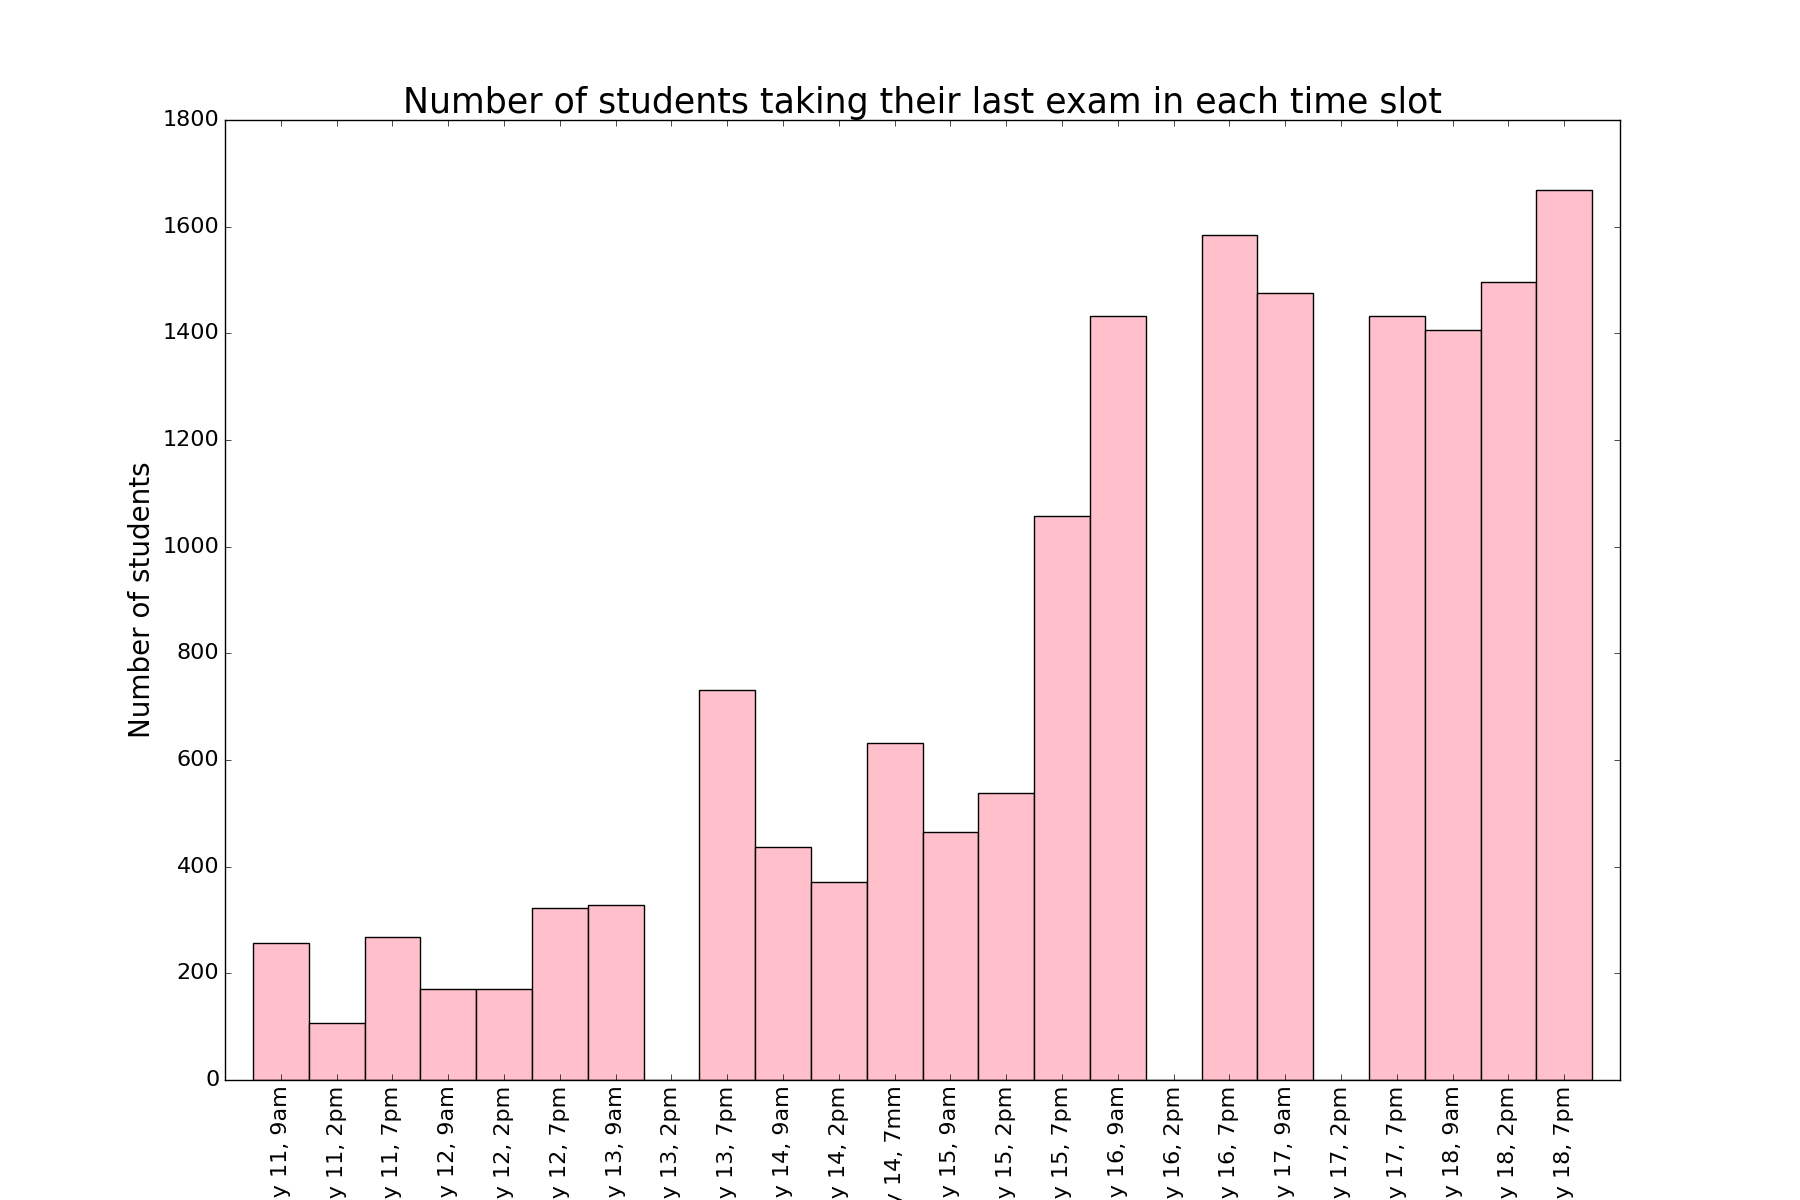 Number of students taking their last exam in each time slot
1800
1600
1400
1200
1000
800
600
400
200
0
Number of students
y 11, 9am
y 11, 2pm
y 11, 7pm
y 12, 9am
y 12, 2pm
y 12, 7pm
y 13, 9am
y 13, 2pm
y 13, 7pm
y 14, 9am
y 14, 2pm
y 14, 7mm
y 15, 9am
y 15, 2pm
y 15, 7pm
y 16, 9am
y 16, 2pm
y 16, 7pm
y 17, 9am
y 17, 2pm
y 17, 7pm
y 18, 9am
y 18, 2pm
y 18, 7pm